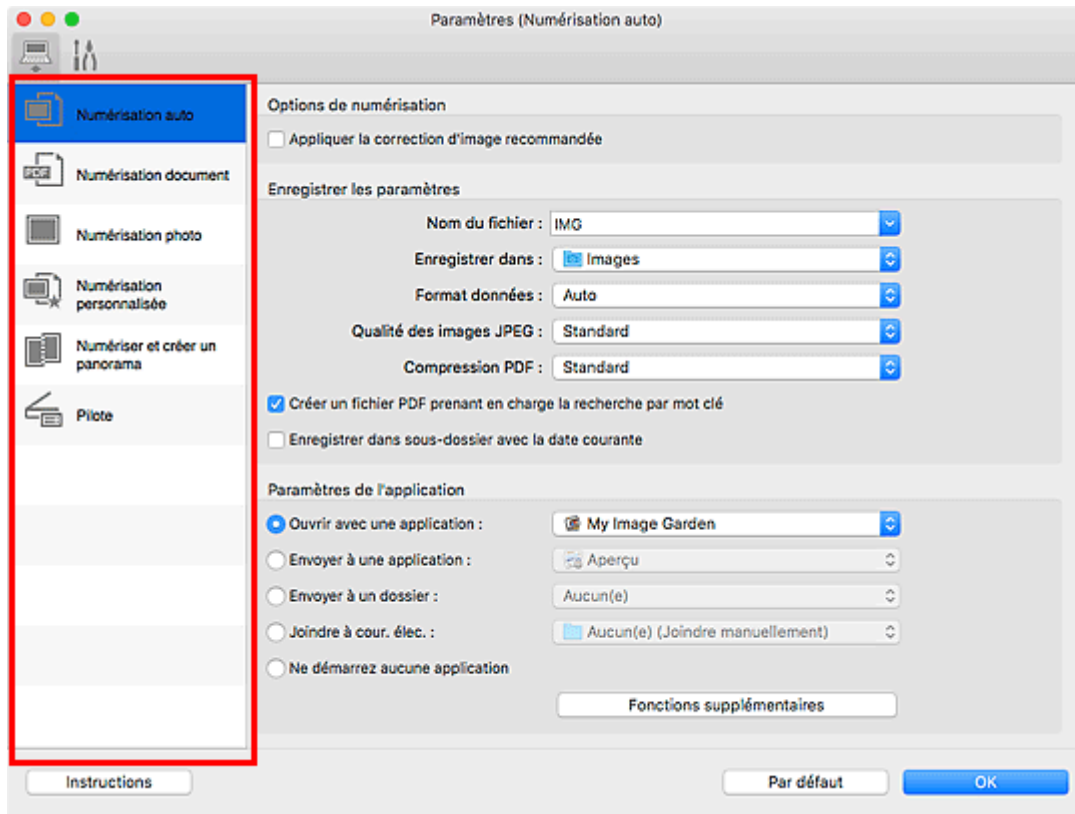 Paramètres (Numérisation auto)
Numérisation auto
PDF
Numérisation document
Numérisation photo
Numérisation
personnalisée
Numériser et créer un
panorama
Pilote
Options de numérisation
Appliquer la correction d'image recommandée
Enregistrer les paramètres
Nom du fichier : IMG
Enregistrer dans : Images
Format données : Auto
Qualité des images JPEG : Standard
Compression PDF : Standard
Créer un fichier PDF prenant en charge la recherche par mot clé
Enregistrer dans sous-dossier avec la date courante
Paramètres de l'application
Ouvrir avec une application : My Image Garden
Envoyer à une application : Aperçu
Envoyer à un dossier : Aucun(e)
Joindre à cour. élec. : Aucun(e) (Joindre manuellement)
Ne démarrez aucune application
Fonctions supplémentaires
Instructions
Par défaut
OK